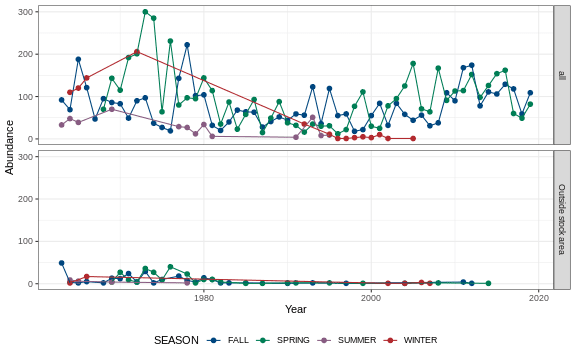 Abundance
300
200
100
0
all
300
200
100
0
Outside stock area
1980
2000
2020
Year
SEASON FALL SPRING SUMMER WINTER